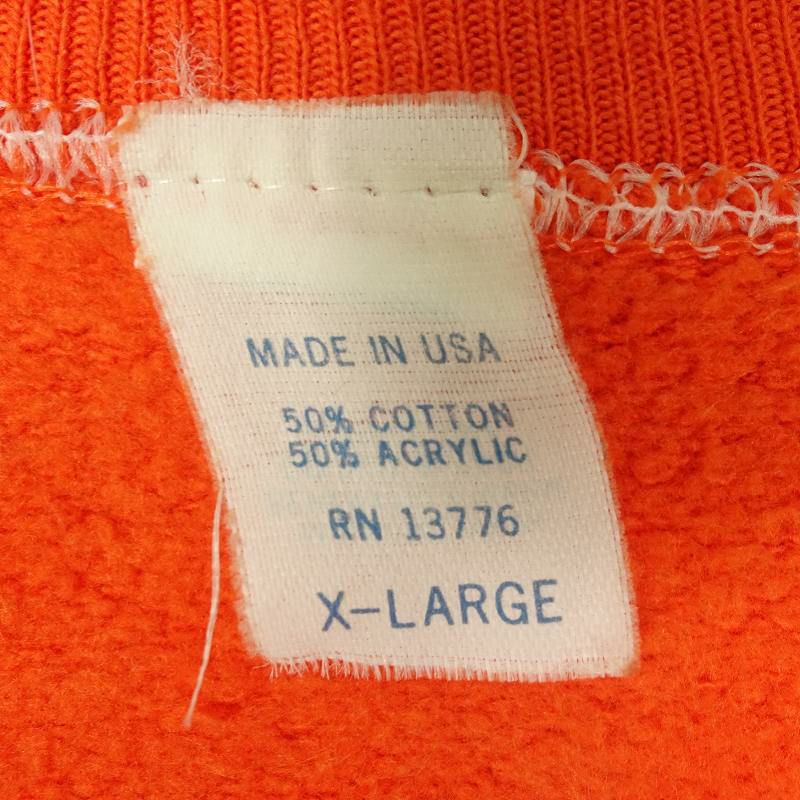 MADE IN USA
50% COTTON
50% ACRYLIC
RN 13776
X-LARGE